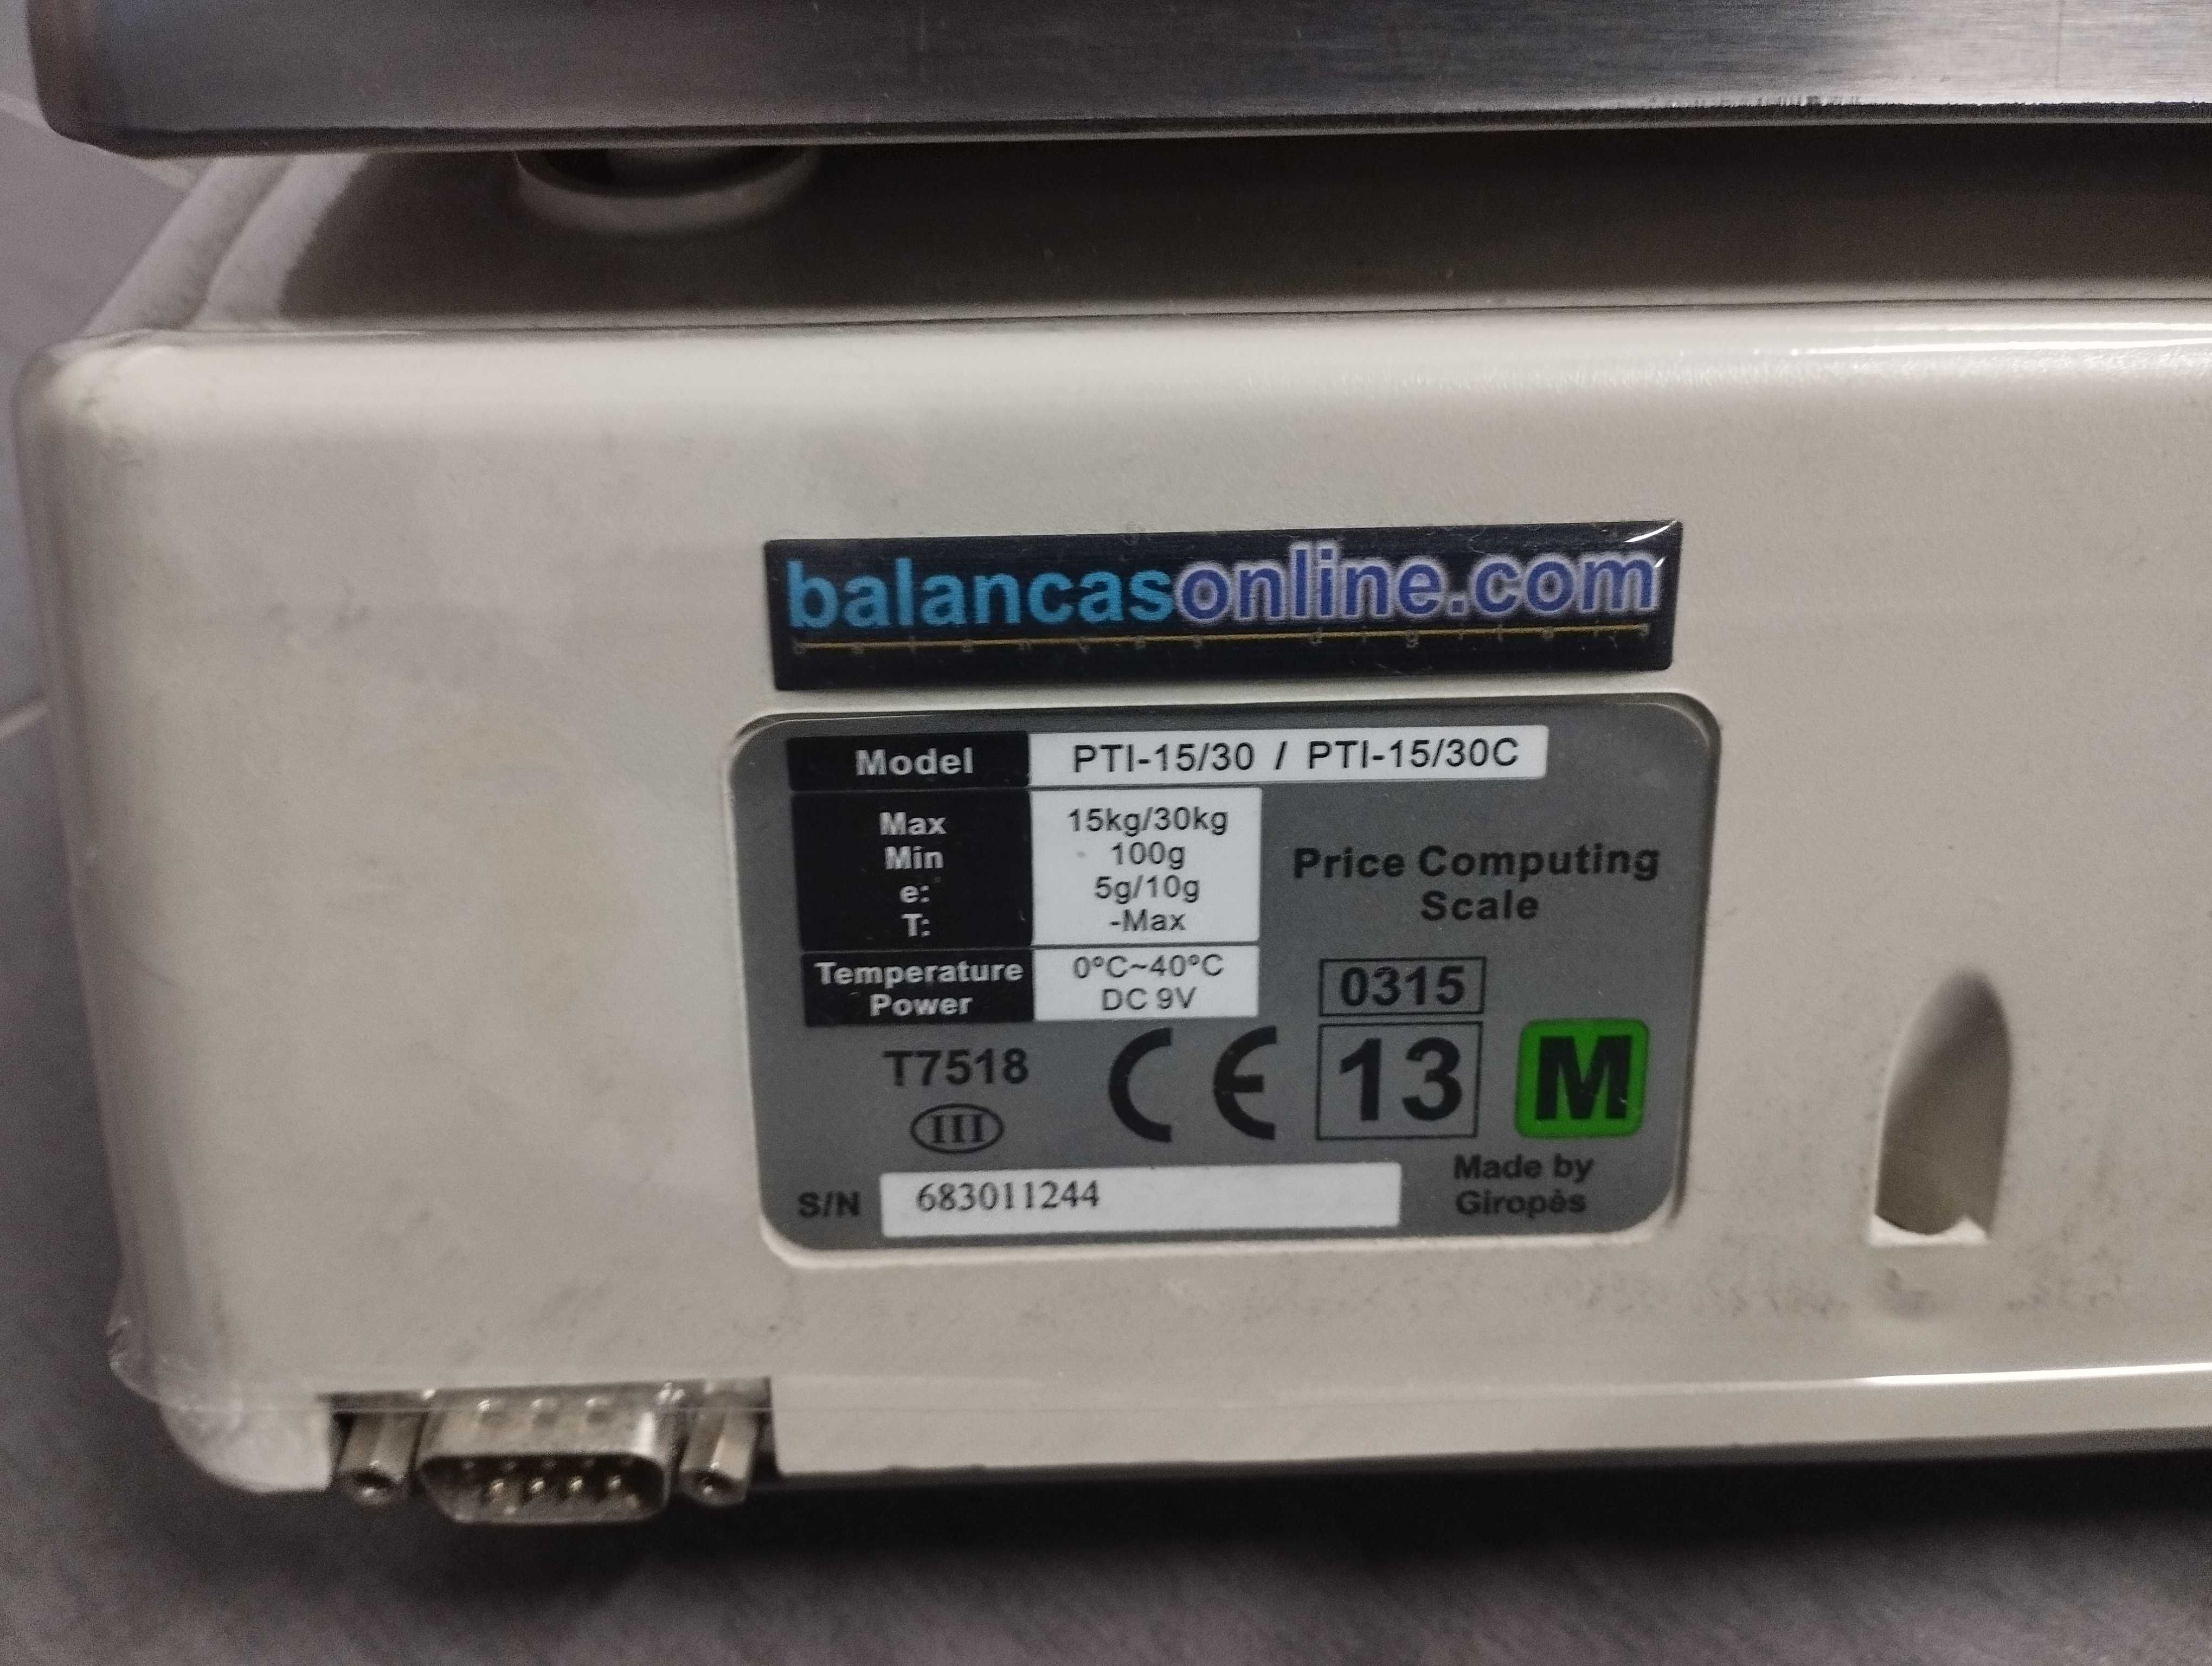 balancasonline.com
Model PTI-15/30 / PTI-15/30C
Max 15kg/30kg
Min 100g
e: 5g/10g
T: -Max
Price Computing
Scale
Temperature 0°C~40°C
Power DC 9V
0315
T7518 CE 13 M
III
S/N 683011244
Made by
Giropès